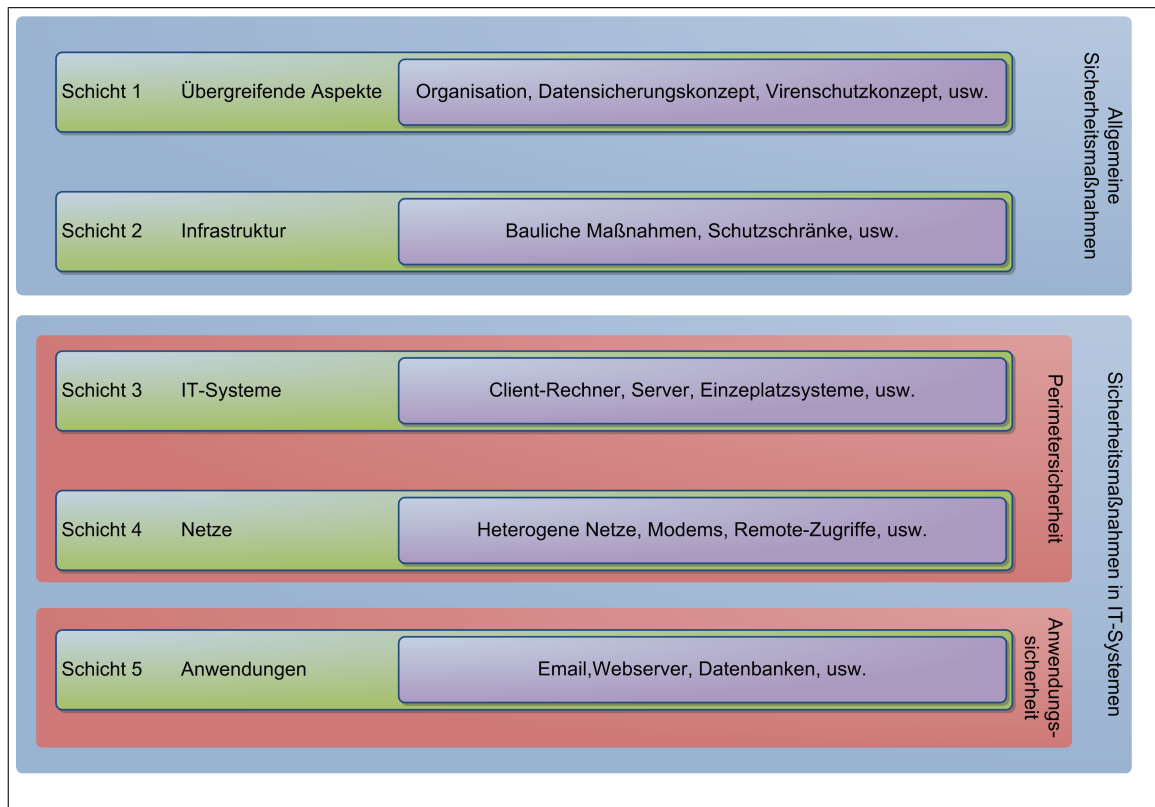 Schicht 1 Übergreifende Aspekte Organisation, Datensicherungskonzept, Virenschutzkonzept, usw.
Schicht 2 Infrastruktur Bauliche Maßnahmen, Schutzschränke, usw.
Allgemeine
Sicherheitsmaßnahmen
Schicht 3 IT-Systeme Client-Rechner, Server, Einzeplatzsysteme, usw.
Schicht 4 Netze Heterogene Netze, Modems, Remote-Zugriffe, usw.
Perimetersicherheit
Schicht 5 Anwendungen Email,Webserver, Datenbanken, usw.
Anwendungs-
sicherheit
Sicherheitsmaßnahmen in IT-Systemen